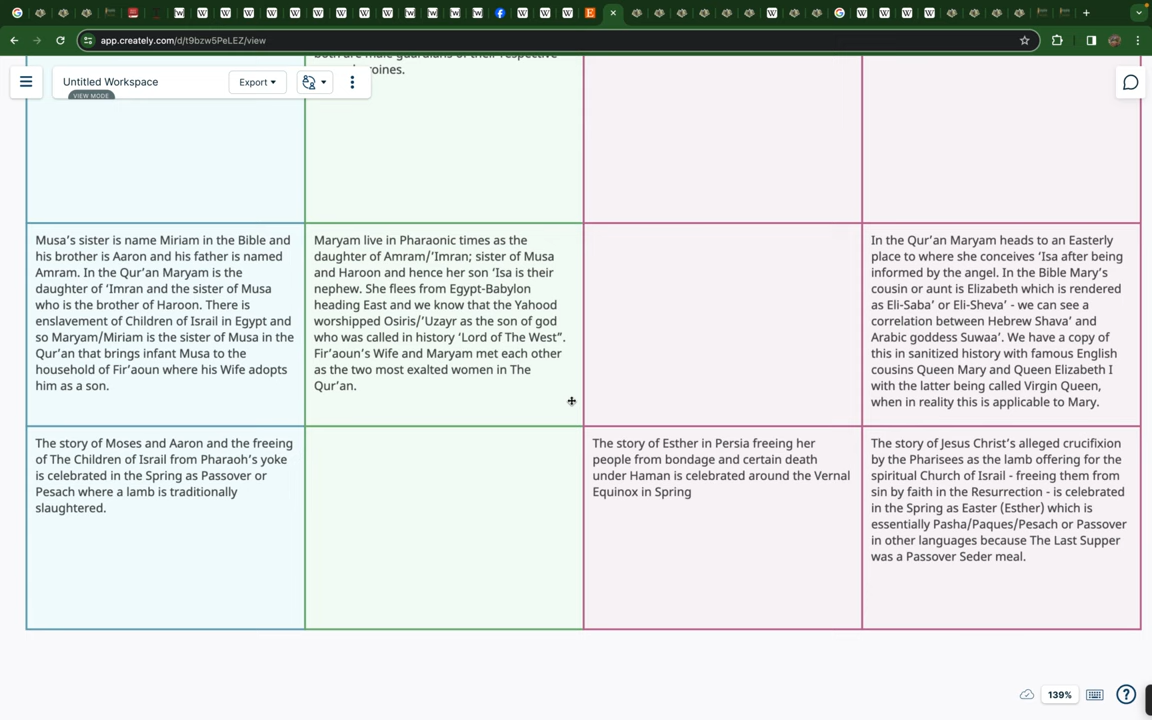 app.creately.com/d/t9bzw5PeLEZ/view
Untitled Workspace
Export
VIEW MODE
oines.
Musa's sister is name Miriam in the Bible and
his brother is Aaron and his father is named
Amram. In the Qur'an Maryam is the
daughter of 'Imran and the sister of Musa
who is the brother of Haroon. There is
enslavement of Children of Israil in Egypt and
so Maryam/Miriam is the sister of Musa in the
Qur'an that brings infant Musa to the
household of Fir'aoun where his Wife adopts
him as a son.
Maryam live in Pharaonic times as the
daughter of Amram/'Imran; sister of Musa
and Haroon and hence her son 'Isa is their
nephew. She flees from Egypt-Babylon
heading East and we know that the Yahood
worshipped Osiris/'Uzayr as the son of god
who was called in history 'Lord of The West".
Fir'aoun's Wife and Maryam met each other
as the two most exalted women in The
Qur'an.
In the Qur'an Maryam heads to an Easterly
place to where she conceives 'Isa after being
informed by the angel. In the Bible Mary's
cousin or aunt is Elizabeth which is rendered
as Eli-Saba' or Eli-Sheva' - we can see a
correlation between Hebrew Shava' and
Arabic goddess Suwaa'. We have a copy of
this in sanitized history with famous English
cousins Queen Mary and Queen Elizabeth I
with the latter being called Virgin Queen,
when in reality this is applicable to Mary.
The story of Moses and Aaron and the freeing
of The Children of Israil from Pharaoh's yoke
is celebrated in the Spring as Passover or
Pesach where a lamb is traditionally
slaughtered.
The story of Esther in Persia freeing her
people from bondage and certain death
under Haman is celebrated around the Vernal
Equinox in Spring
The story of Jesus Christ's alleged crucifixion
by the Pharisees as the lamb offering for the
spiritual Church of Israil - freeing them from
sin by faith in the Resurrection - is celebrated
in the Spring as Easter (Esther) which is
essentially Pasha/Paques/Pesach or Passover
in other languages because The Last Supper
was a Passover Seder meal.
139%